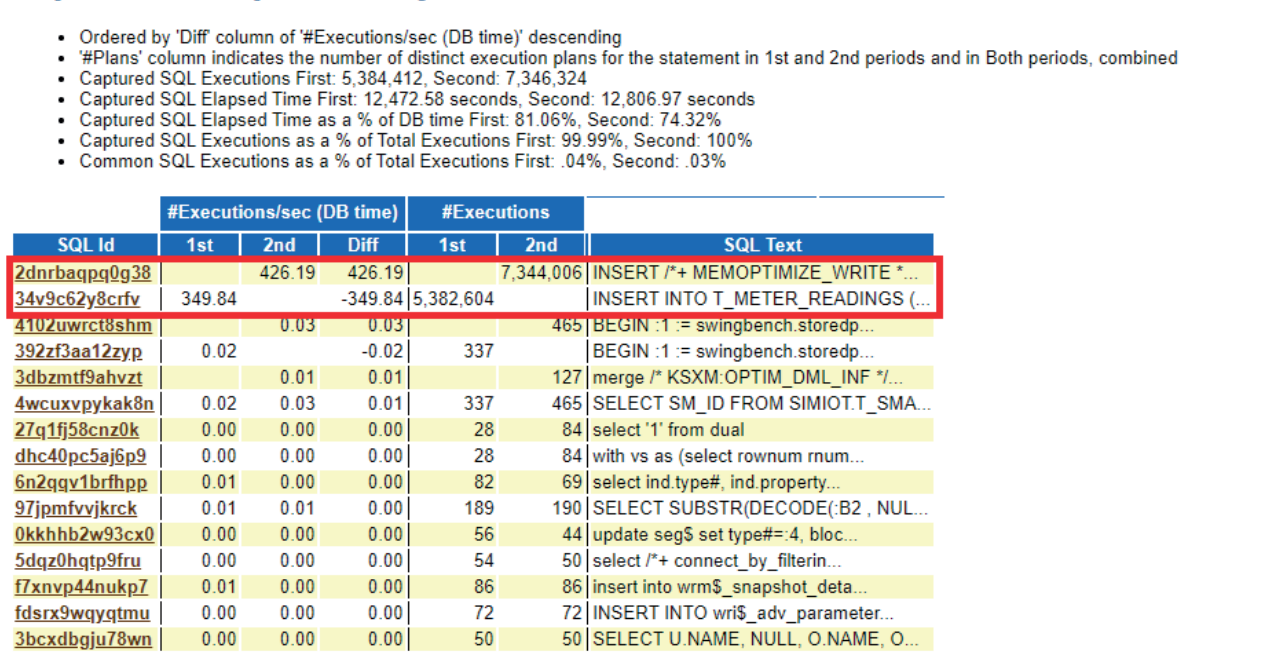 • Ordered by 'Diff' column of '#Executions/sec (DB time)' descending
• '#Plans' column indicates the number of distinct execution plans for the statement in 1st and 2nd periods and in Both periods, combined
• Captured SQL Executions First: 5,384,412, Second: 7,346,324
• Captured SQL Elapsed Time First: 12,472.58 seconds, Second: 12,806.97 seconds
• Captured SQL Elapsed Time as a % of DB time First: 81.06%, Second: 74.32%
• Captured SQL Executions as a % of Total Executions First: 99.99%, Second: 100%
• Common SQL Executions as a % of Total Executions First: .04%, Second: .03%
#Executions/sec (DB time) #Executions
SQL Id 1st 2nd Diff 1st 2nd SQL Text
2dnrbaqpq0g38 426.19 426.19 7,344,006 INSERT /*+ MEMOPTIMIZE_WRITE *...
34v9c62y8crfv 349.84 -349.84 5,382,604 INSERT INTO T_METER_READINGS (...
4102uwrct8shm 0.03 0.03 465 BEGIN :1 := swingbench.storedp...
392zf3aa12zyp 0.02 -0.02 337 BEGIN :1 := swingbench.storedp...
3dbzmtf9ahvzt 0.01 0.01 127 merge /* KSXM:OPTIM_DML_INF */...
4wcuxvpykak8n 0.02 0.03 0.01 337 465 SELECT SM_ID FROM SIMIOT.T_SMA...
27q1fj58cnz0k 0.00 0.00 0.00 28 84 select '1' from dual
dhc40pc5aj6p9 0.00 0.00 0.00 28 84 with vs as (select rownum rnum...
6n2qqv1brfhpp 0.01 0.00 0.00 82 69 select ind.type#, ind.property...
97jpmfvvjkrck 0.01 0.01 0.00 189 190 SELECT SUBSTR(DECODE(:B2 , NUL...
0kkhhb2w93cx0 0.00 0.00 0.00 56 44 update seg$ set type#=:4, bloc...
5dqz0hqtp9fru 0.00 0.00 0.00 54 50 select /*+ connect_by_filterin...
f7xnvp44nukp7 0.01 0.00 0.00 86 86 insert into wrm$_snapshot_deta...
fdsrx9wqyqtmu 0.00 0.00 0.00 72 72 INSERT INTO wri$_adv_parameter...
3bcxdbgju78wn 0.00 0.00 0.00 50 50 SELECT U.NAME, NULL, O.NAME, O...